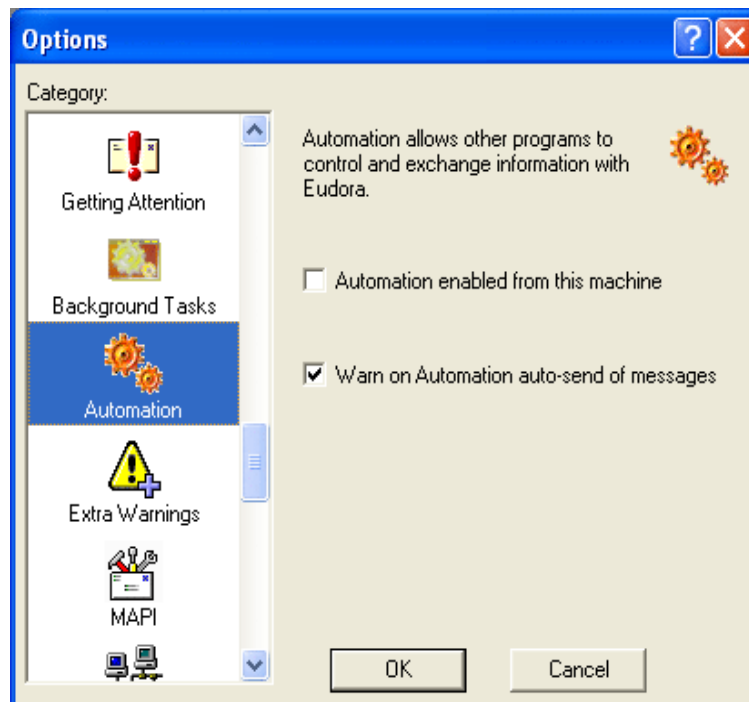 Options
Category:
Getting Attention
Background Tasks
Automation
Extra Warnings
MAPI
Automation allows other programs to
control and exchange information with
Eudora.
Automation enabled from this machine
Warn on Automation auto-send of messages
OK
Cancel